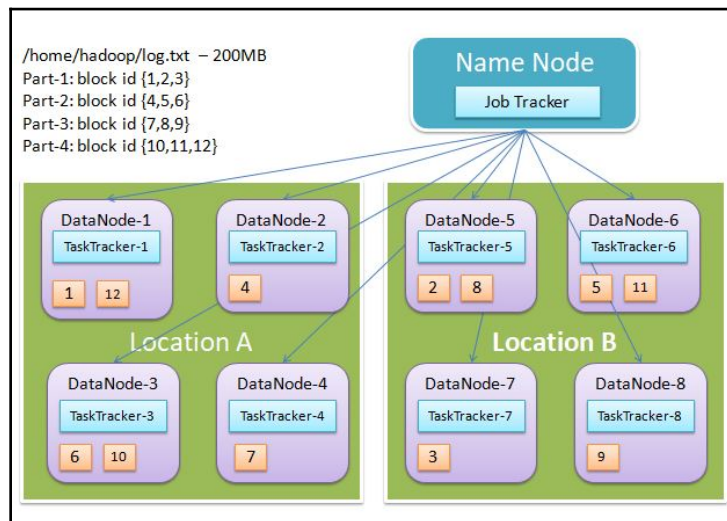 /home/hadoop/log.txt – 200MB
Part-1: block id {1,2,3}
Part-2: block id {4,5,6}
Part-3: block id {7,8,9}
Part-4: block id {10,11,12}
Name Node
Job Tracker
DataNode-1
TaskTracker-1
1 12
DataNode-2
TaskTracker-2
4
Location A
DataNode-3
TaskTracker-3
6 10
DataNode-4
TaskTracker-4
7
DataNode-5
TaskTracker-5
2 8
DataNode-6
TaskTracker-6
5 11
Location B
DataNode-7
TaskTracker-7
3
DataNode-8
TaskTracker-8
9